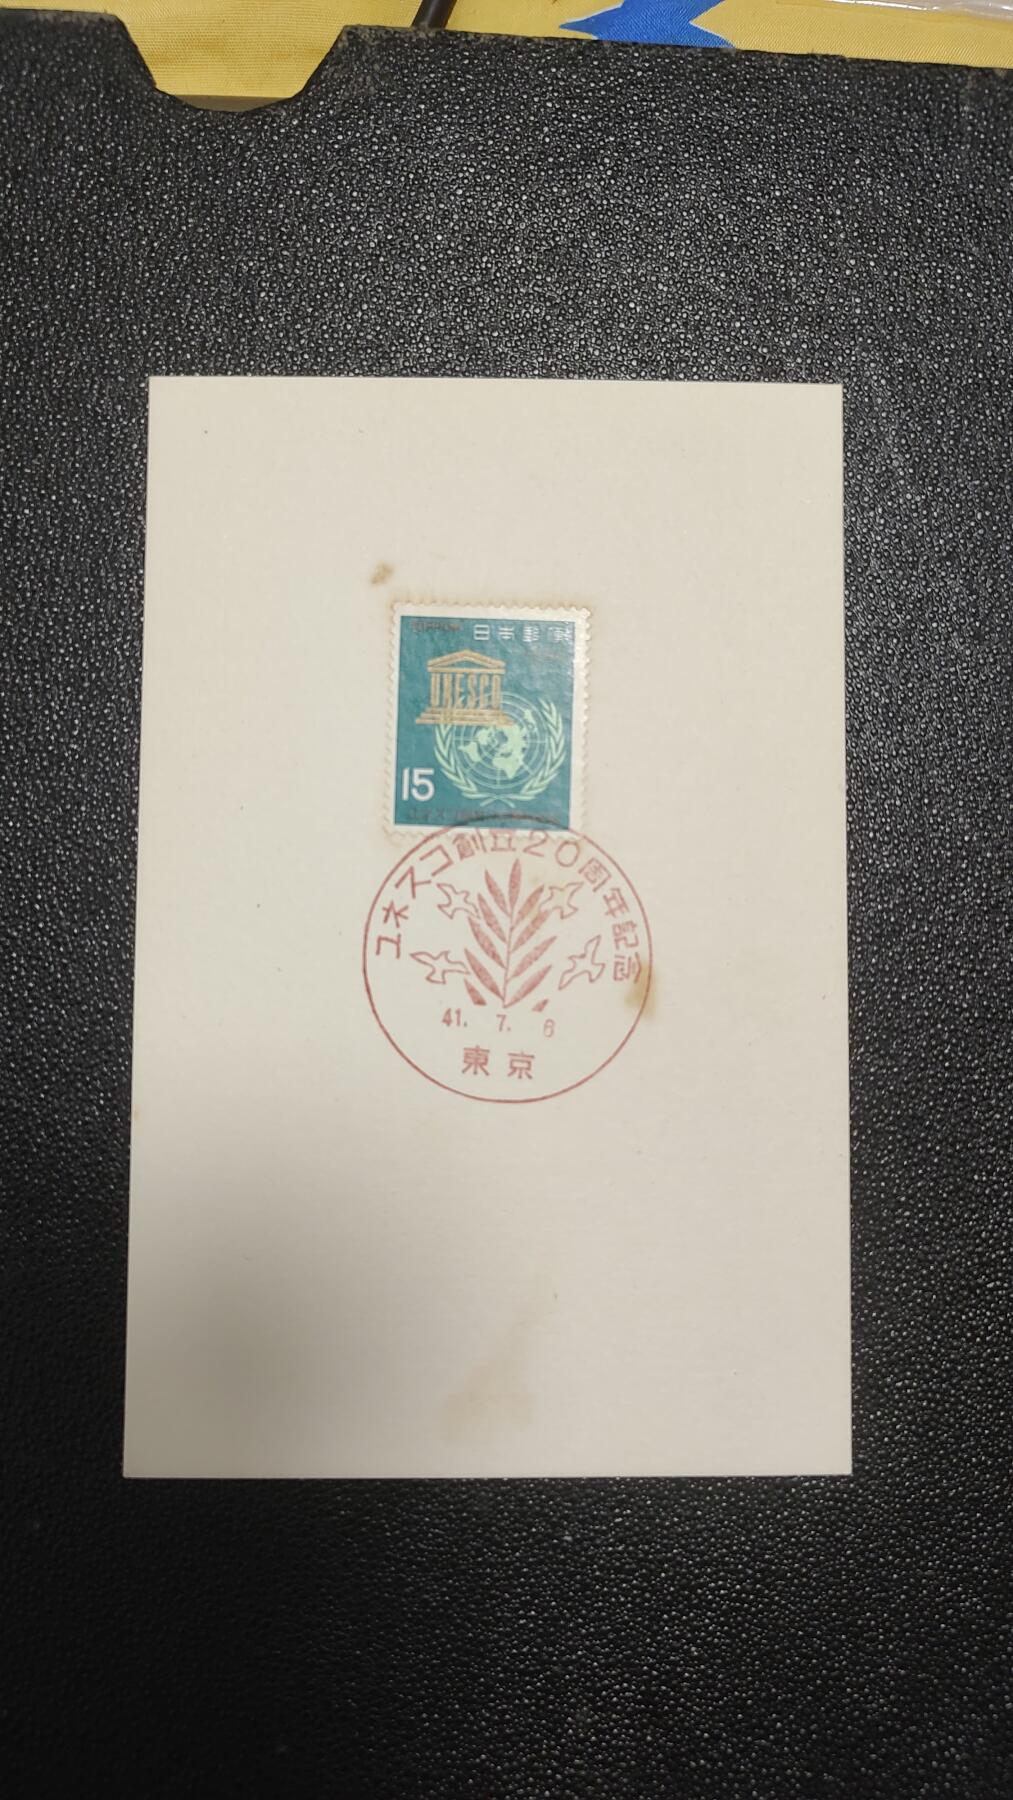 NIPPON 日本郵便
UNESCO
15
ユネスコ創立20周年記念
41. 7. 6
東京